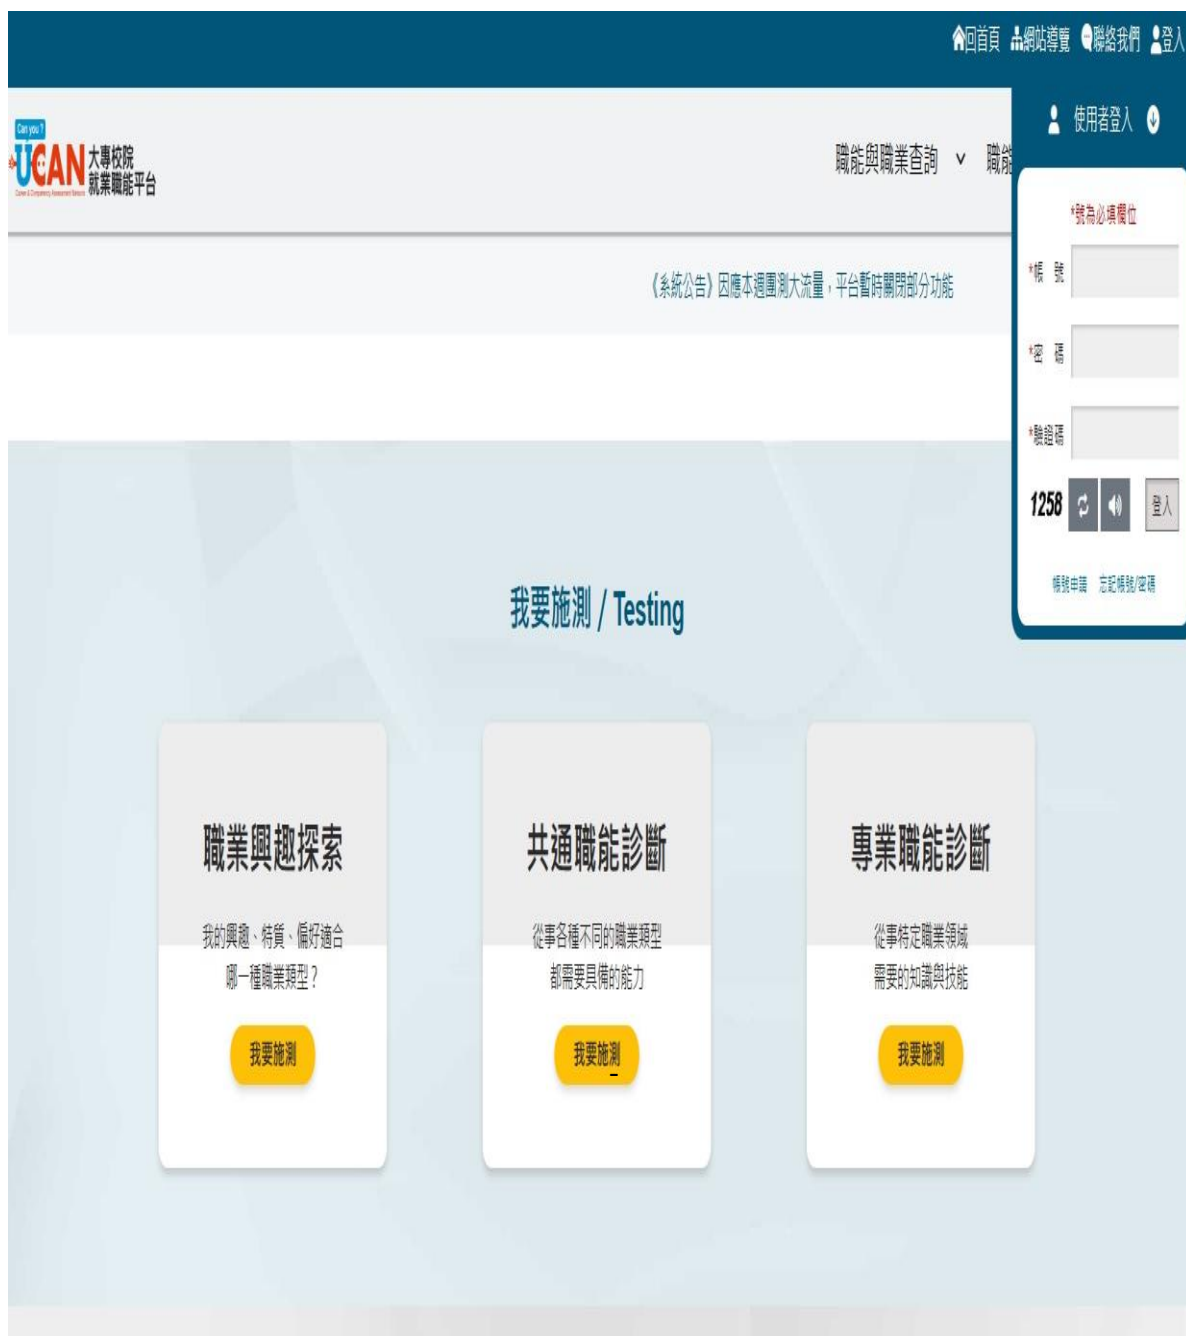 回首頁 網站導覽 聯絡我們 登入
使用者登入
Can you ?
UCAN 大專校院
就業職能平台
Career & Competency Assessment Network
職能與職業查詢 職能
*號為必填欄位
*帳 號
《系統公告》因應本週團測大流量，平台暫時關閉部分功能
*密 碼
*驗證碼
1258 登入
帳號申請 忘記帳號/密碼
我要施測 / Testing
職業興趣探索
我的興趣、特質、偏好適合
哪一種職業類型？
我要施測
共通職能診斷
從事各種不同的職業類型
都需要具備的能力
我要施測
專業職能診斷
從事特定職業領域
需要的知識與技能
我要施測